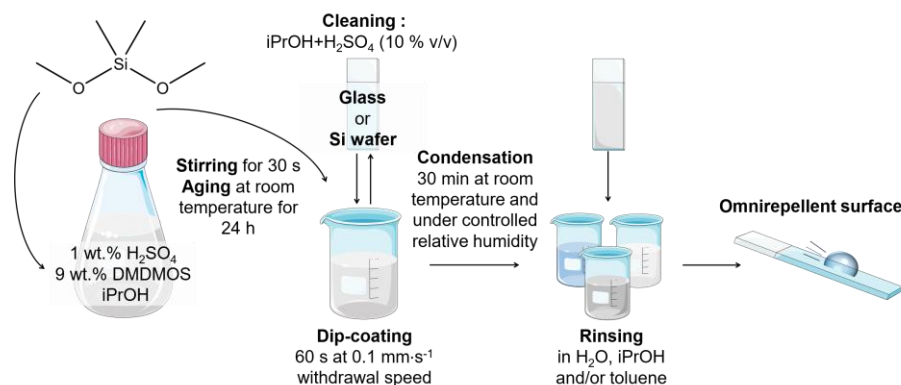 Si
O
O
Cleaning :
iPrOH+H₂SO₄ (10 % v/v)
Glass
or
Si wafer
Stirring for 30 s
Aging at room
temperature for
24 h
1 wt.% H₂SO₄
9 wt.% DMDMOS
iPrOH
Dip-coating
60 s at 0.1 mm·s⁻¹
withdrawal speed
Condensation
30 min at room
temperature and
under controlled
relative humidity
Rinsing
in H₂O, iPrOH
and/or toluene
Omnirepellent surface